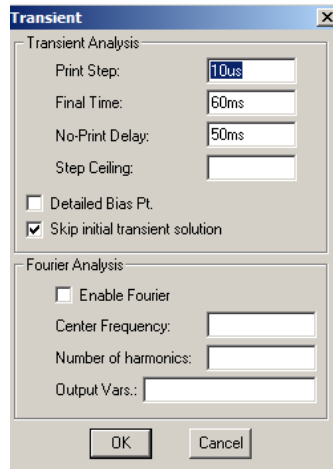 Transient
Transient Analysis
Print Step: 10us
Final Time: 60ms
No-Print Delay: 50ms
Step Ceiling:
Detailed Bias Pt.
Skip initial transient solution
Fourier Analysis
Enable Fourier
Center Frequency:
Number of harmonics:
Output Vars.:
OK Cancel